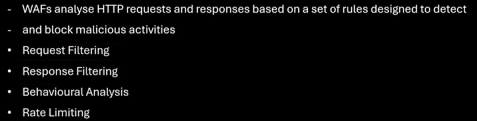 - WAFs analyse HTTP requests and responses based on a set of rules designed to detect
- and block malicious activities
• Request Filtering
• Response Filtering
• Behavioural Analysis
• Rate Limiting